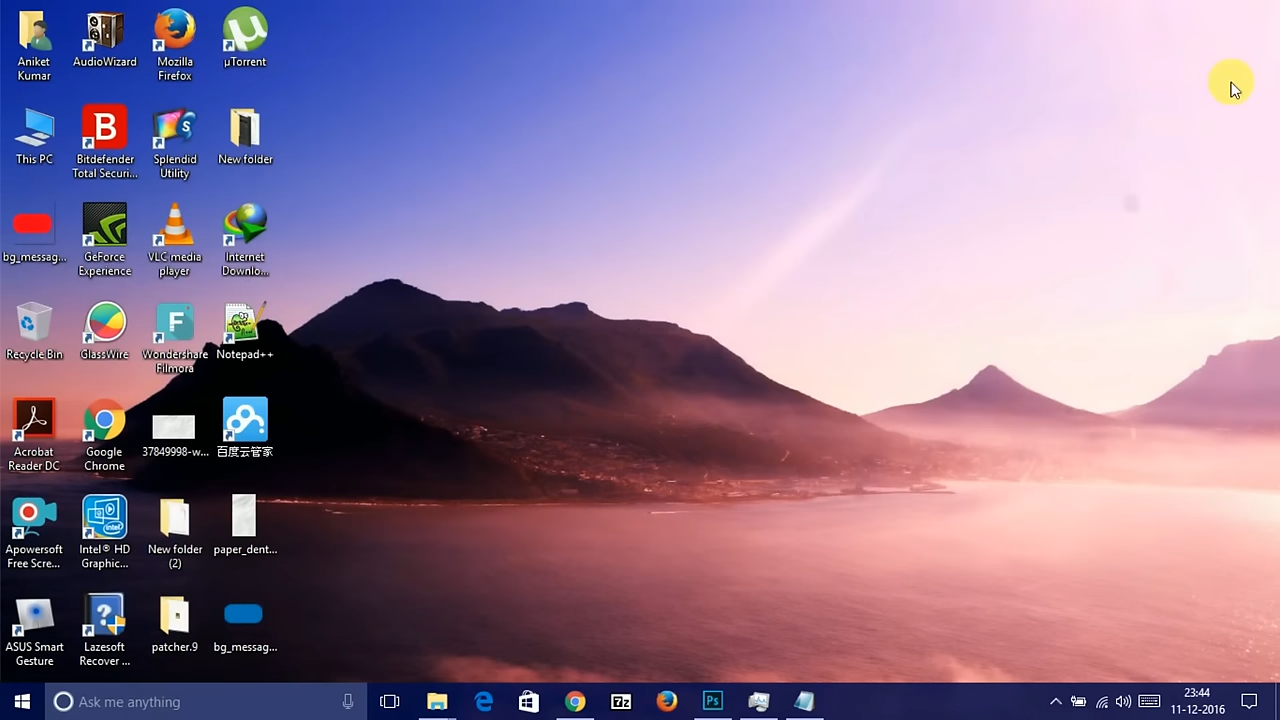 Aniket
Kumar
AudioWizard
Mozilla
Firefox
µTorrent
This PC
Bitdefender
Total Securi...
Splendid
Utility
New folder
bg_messag...
GeForce
Experience
VLC media
player
Internet
Downlo...
Recycle Bin
GlassWire
Wondershare
Filmora
Notepad++
Acrobat
Reader DC
Google
Chrome
37849998-w...
百度云管家
Apowersoft
Free Scre...
Intel® HD
Graphic...
New folder
(2)
paper_dent...
ASUS Smart
Gesture
Lazesoft
Recover ...
patcher.9
bg_messag...
Ask me anything
23:44
11-12-2016